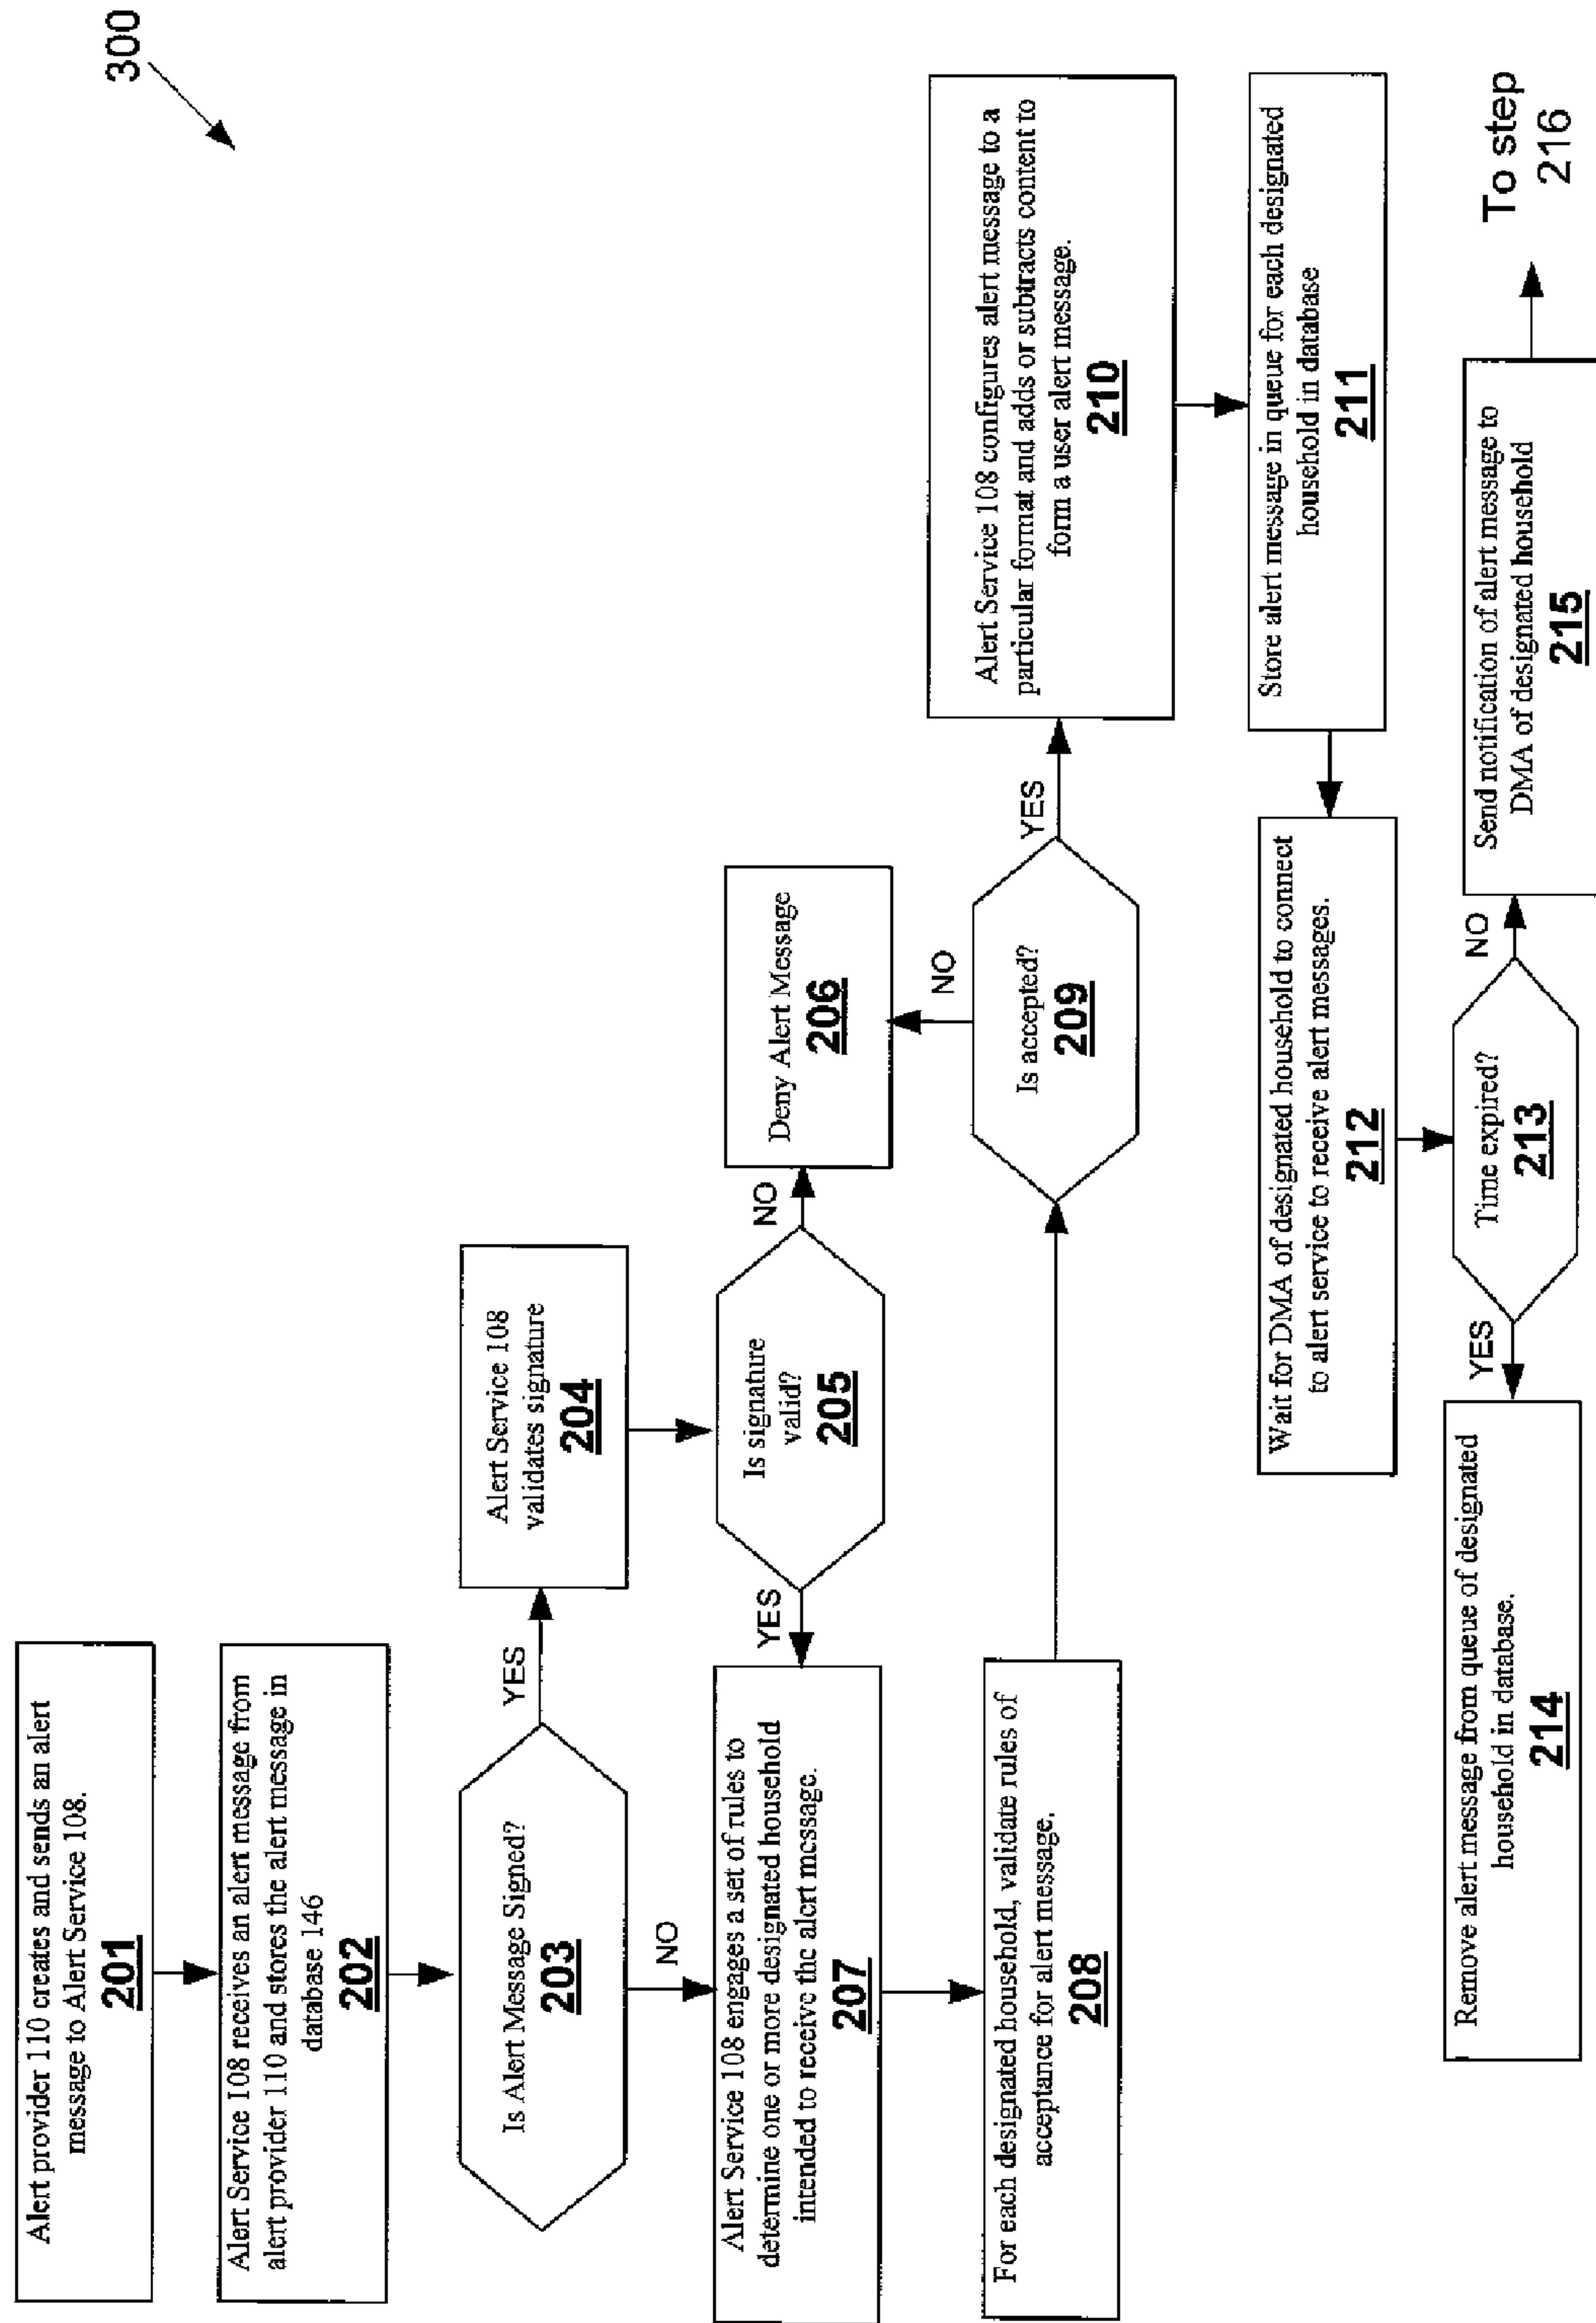 300
Alert provider 110 creates and sends an alert
message to Alert Service 108.
201
Alert Service 108 receives an alert message from
alert provider 110 and stores the alert message in
database 146
202
Is Alert Message Signed?
203
YES
NO
Alert Service 108
validates signature
204
Is signature
valid?
205
YES
NO
Deny Alert Message
206
Alert Service 108 engages a set of rules to
determine one or more designated household
intended to receive the alert message.
207
For each designated household, validate rules of
acceptance for alert message.
208
Is accepted?
209
NO
YES
Alert Service 108 configures alert message to a
particular format and adds or subtracts content to
form a user alert message.
210
Store alert message in queue for each designated
household in database
211
Wait for DMA of designated household to connect
to alert service to receive alert messages.
212
Time expired?
213
YES
NO
Remove alert message from queue of designated
household in database.
214
Send notification of alert message to
DMA of designated household
215
To step
216